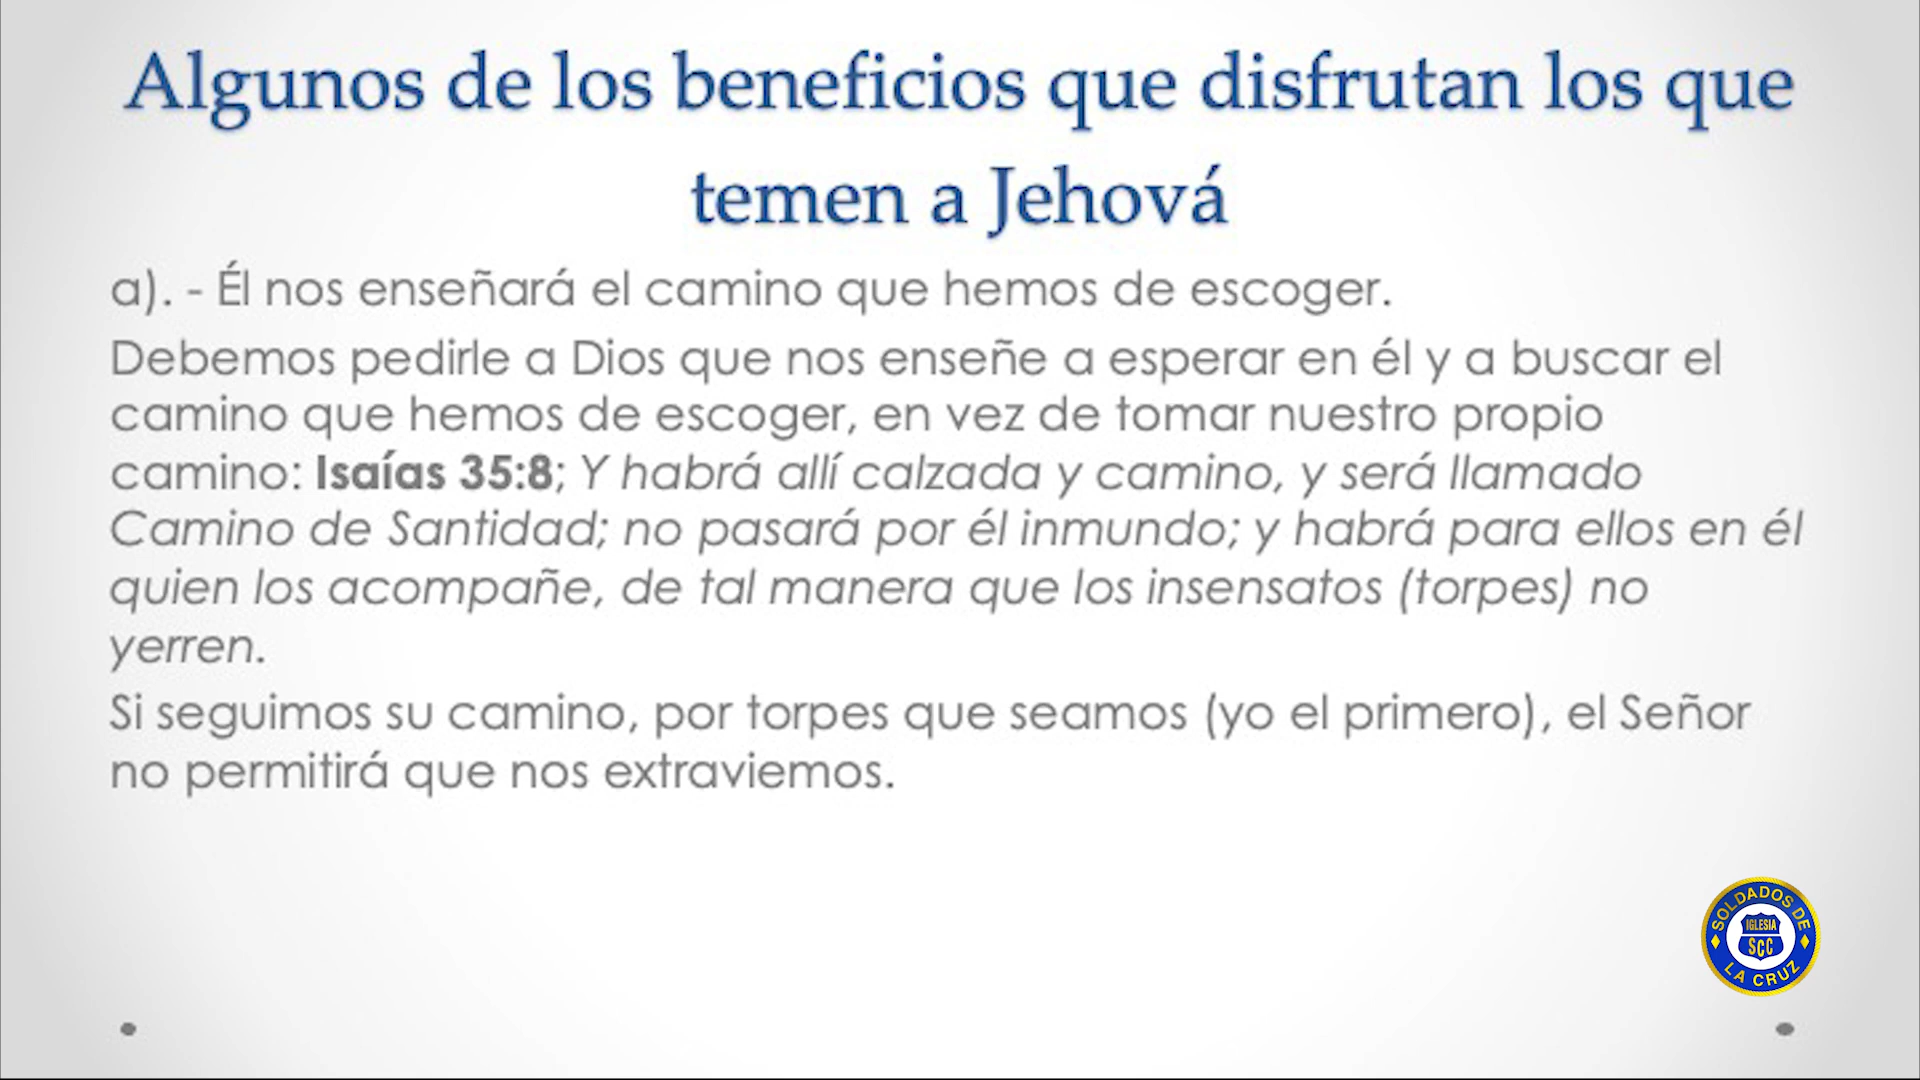 Algunos de los beneficios que disfrutan los que
temen a Jehová
a). - Él nos enseñará el camino que hemos de escoger.
Debemos pedirle a Dios que nos enseñe a esperar en él y a buscar el
camino que hemos de escoger, en vez de tomar nuestro propio
camino: Isaías 35:8; Y habrá allí calzada y camino, y será llamado
Camino de Santidad; no pasará por él inmundo; y habrá para ellos en él
quien los acompañe, de tal manera que los insensatos (torpes) no
yerren.
Si seguimos su camino, por torpes que seamos (yo el primero), el Señor
no permitirá que nos extraviemos.
SOLDADOS DE
IGLESIA
SCC
LA CRUZ